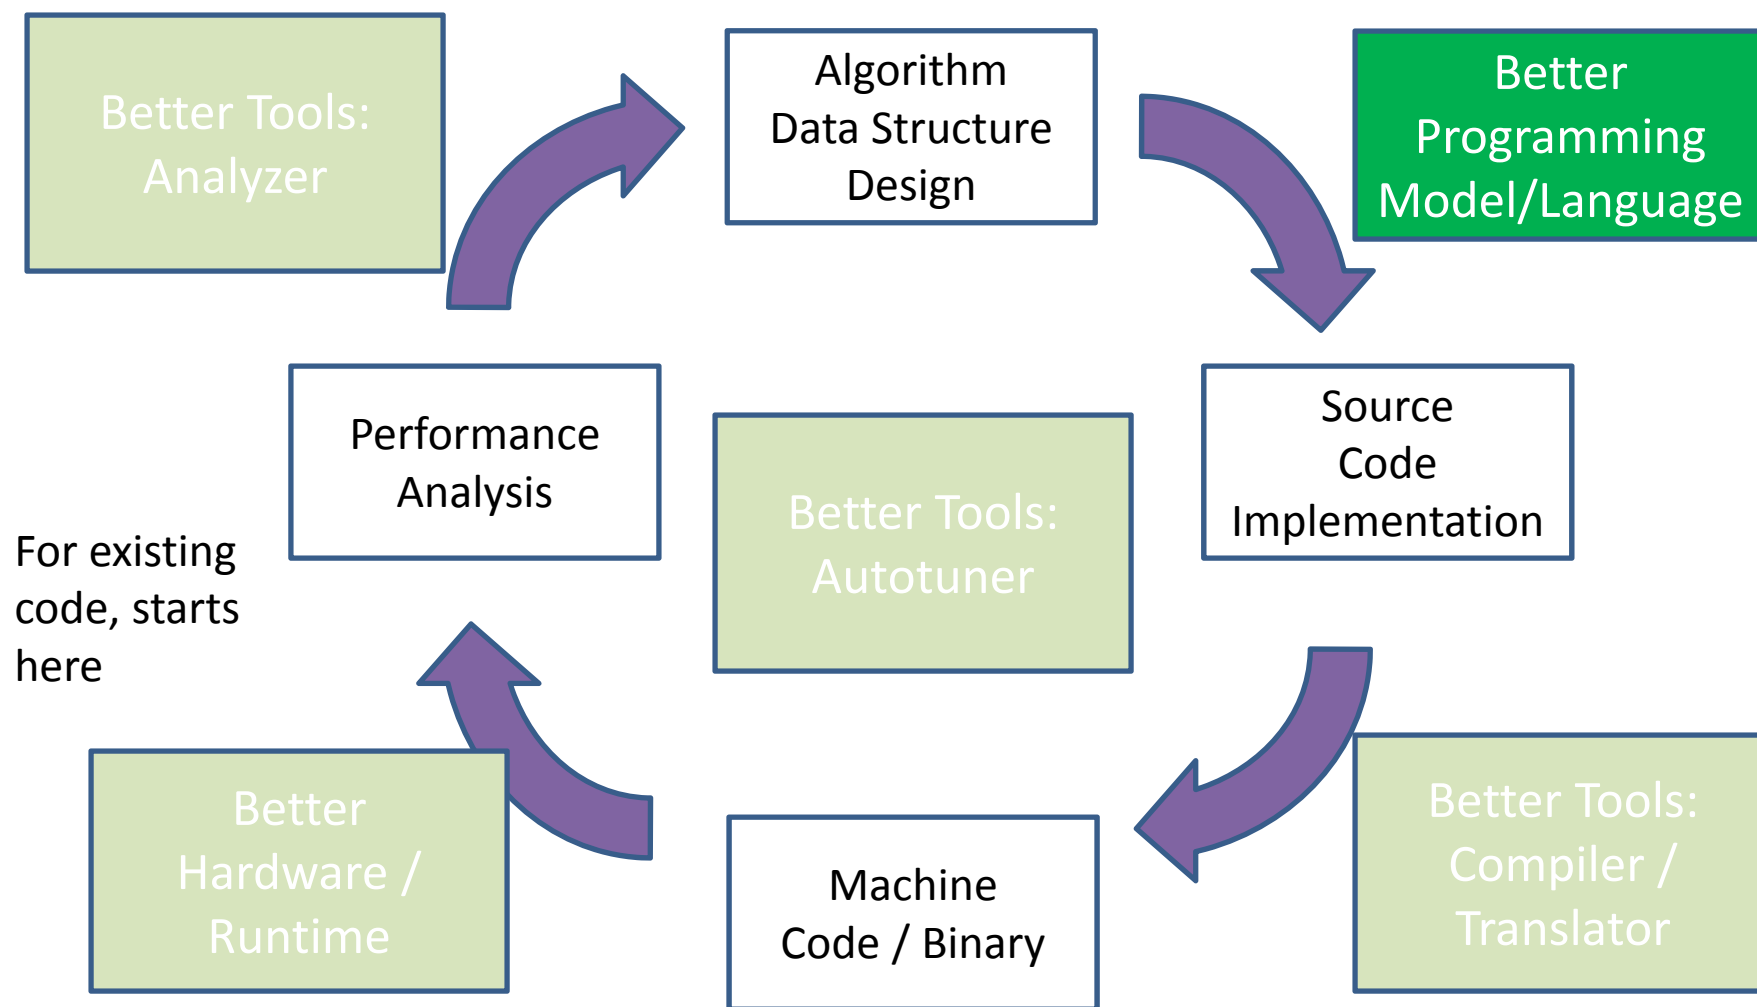 Better Tools:
Analyzer
Algorithm
Data Structure
Design
Better
Programming
Model/Language
Performance
Analysis
Better Tools:
Autotuner
Source
Code
Implementation
For existing
code, starts
here
Better
Hardware /
Runtime
Machine
Code / Binary
Better Tools:
Compiler /
Translator